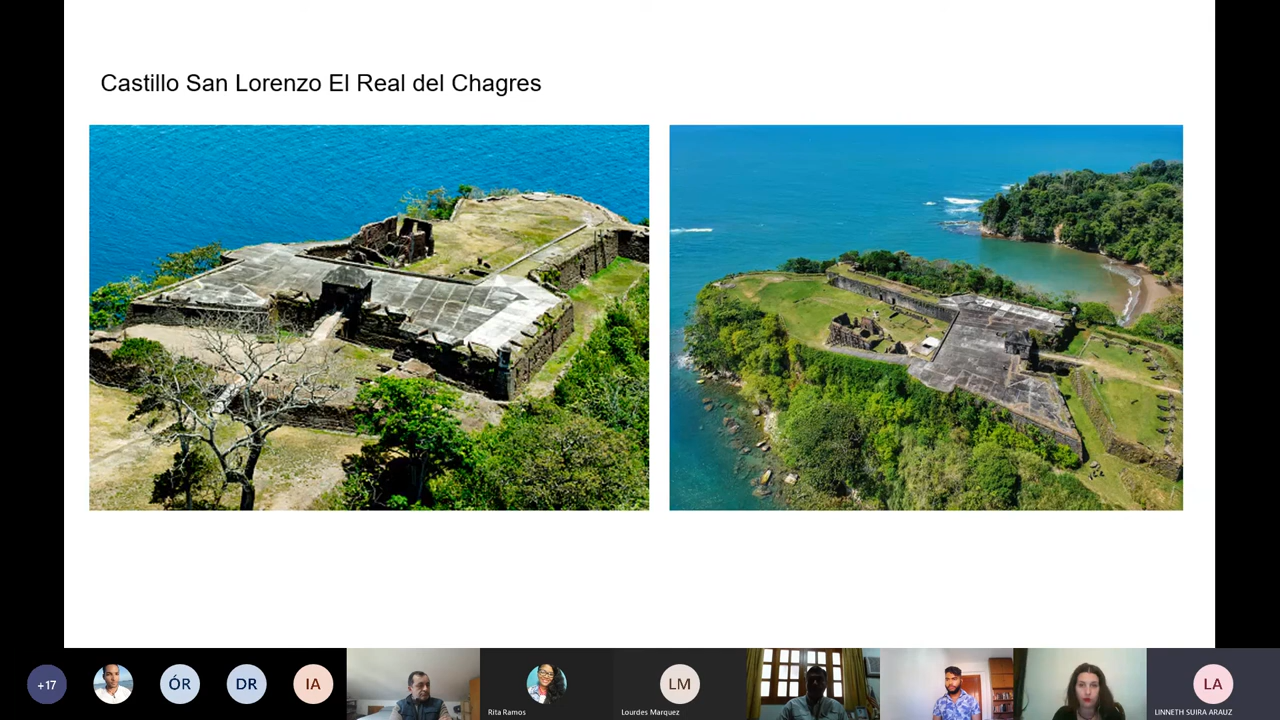 Castillo San Lorenzo El Real del Chagres
+17
ÓR
DR
IA
Rita Ramos
LM
Lourdes Marquez
LA
LINNETH SUIRA ARAUZ